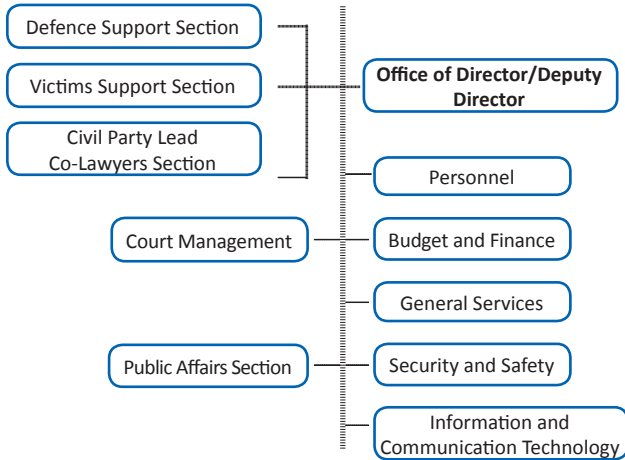 Defence Support Section
Victims Support Section
Civil Party Lead
Co-Lawyers Section
Office of Director/Deputy
Director
Personnel
Court Management
Budget and Finance
General Services
Public Affairs Section
Security and Safety
Information and
Communication Technology